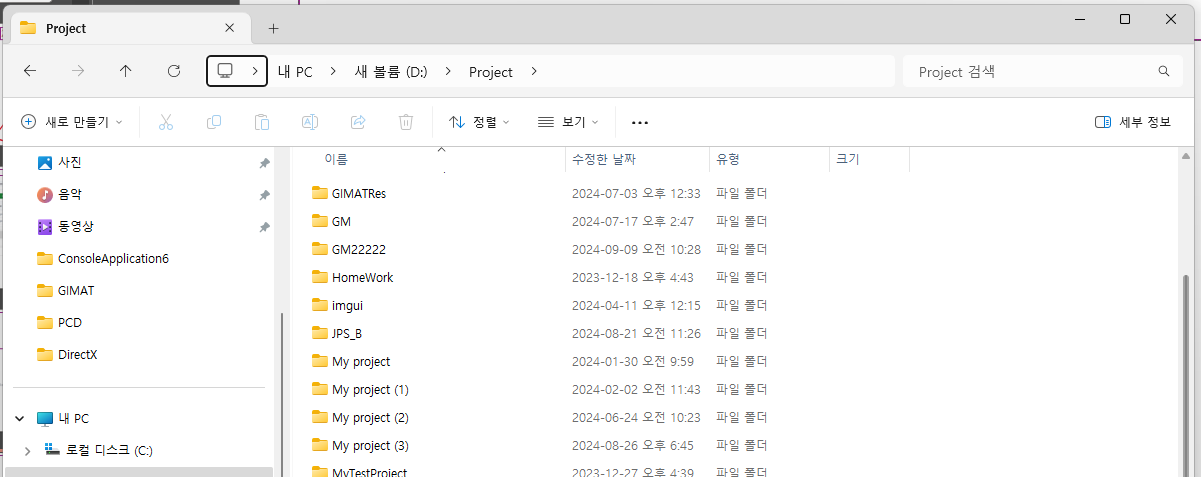 Project
내 PC 새 볼륨 (D:) Project Project 검색
새로 만들기 정렬 보기 세부 정보
사진
음악
동영상
ConsoleApplication6
GIMAT
PCD
DirectX
내 PC
로컬 디스크 (C:)
이름 수정한 날짜 유형 크기
GIMATRes 2024-07-03 오후 12:33 파일 폴더
GM 2024-07-17 오후 2:47 파일 폴더
GM22222 2024-09-09 오전 10:28 파일 폴더
HomeWork 2023-12-18 오후 4:43 파일 폴더
imgui 2024-04-11 오후 12:15 파일 폴더
JPS_B 2024-08-21 오전 11:26 파일 폴더
My project 2024-01-30 오전 9:59 파일 폴더
My project (1) 2024-02-02 오전 11:43 파일 폴더
My project (2) 2024-06-24 오전 10:23 파일 폴더
My project (3) 2024-08-26 오후 6:45 파일 폴더
MyTestProject 2023-12-27 오후 4:39 파일 폴더